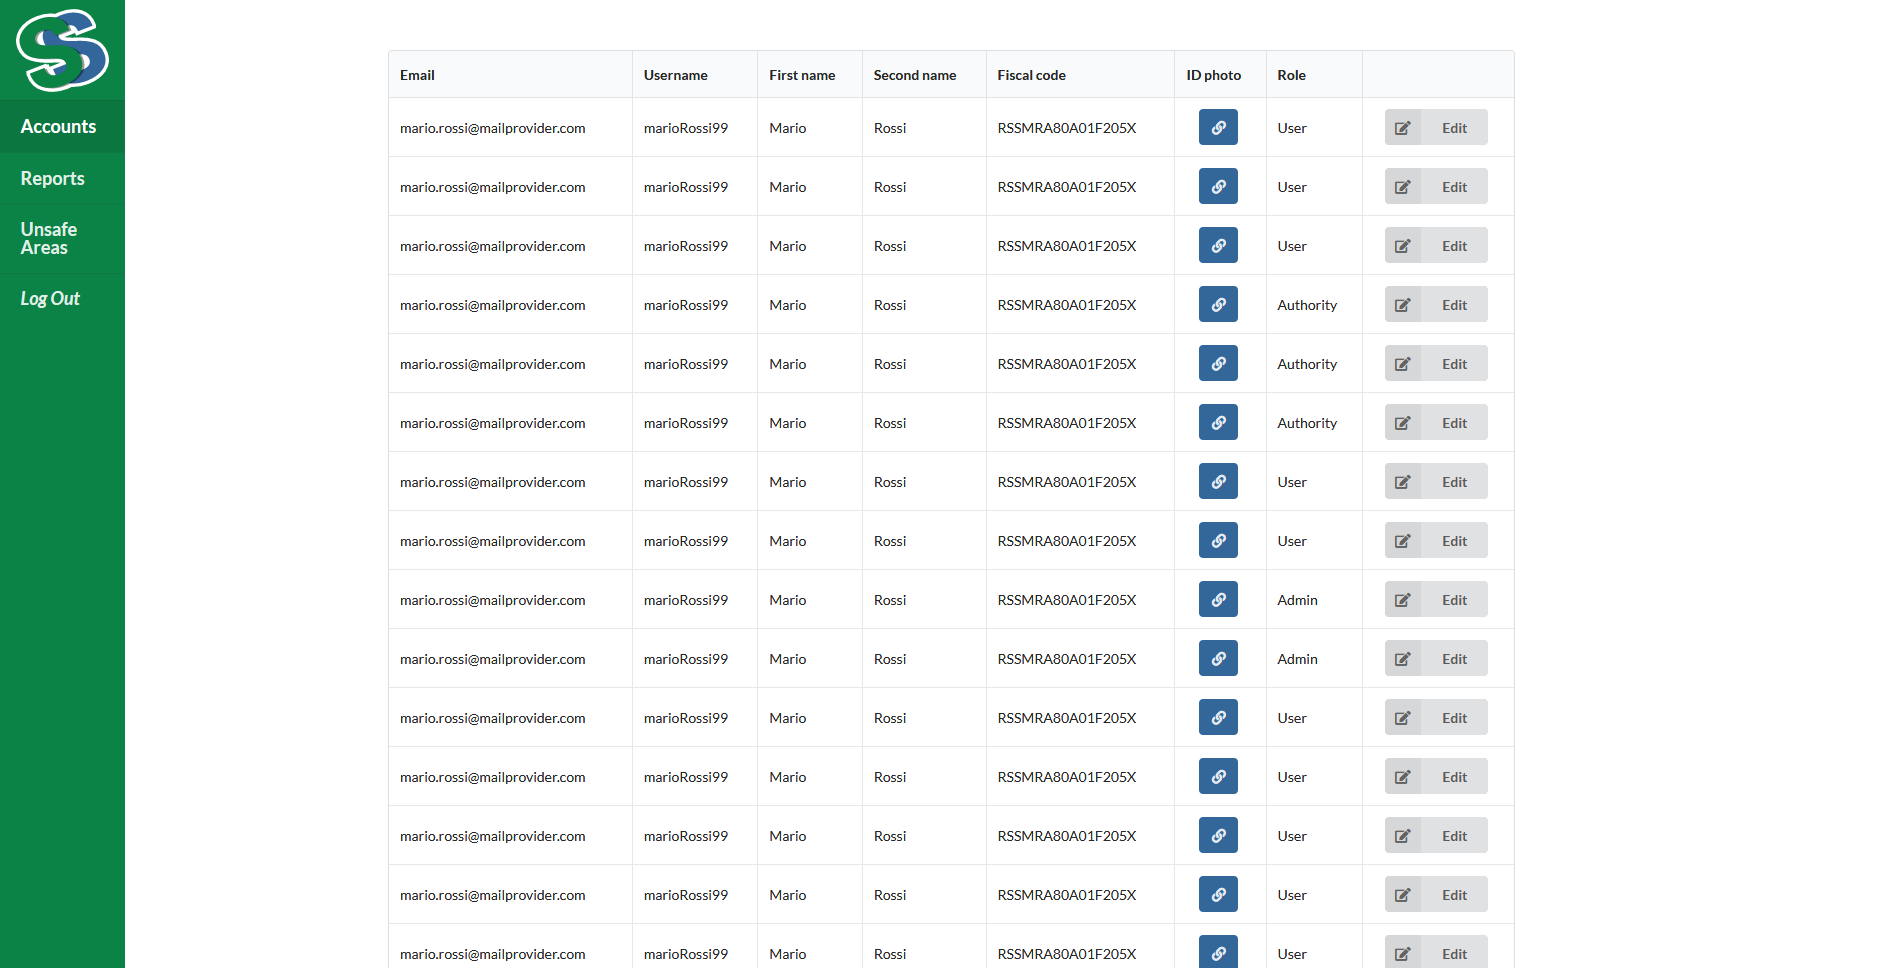 Accounts
Reports
Unsafe
Areas
Log Out
Email Username First name Second name Fiscal code ID photo Role
mario.rossi@mailprovider.com marioRossi99 Mario Rossi RSSMRA80A01F205X User Edit
mario.rossi@mailprovider.com marioRossi99 Mario Rossi RSSMRA80A01F205X User Edit
mario.rossi@mailprovider.com marioRossi99 Mario Rossi RSSMRA80A01F205X User Edit
mario.rossi@mailprovider.com marioRossi99 Mario Rossi RSSMRA80A01F205X Authority Edit
mario.rossi@mailprovider.com marioRossi99 Mario Rossi RSSMRA80A01F205X Authority Edit
mario.rossi@mailprovider.com marioRossi99 Mario Rossi RSSMRA80A01F205X Authority Edit
mario.rossi@mailprovider.com marioRossi99 Mario Rossi RSSMRA80A01F205X User Edit
mario.rossi@mailprovider.com marioRossi99 Mario Rossi RSSMRA80A01F205X User Edit
mario.rossi@mailprovider.com marioRossi99 Mario Rossi RSSMRA80A01F205X Admin Edit
mario.rossi@mailprovider.com marioRossi99 Mario Rossi RSSMRA80A01F205X Admin Edit
mario.rossi@mailprovider.com marioRossi99 Mario Rossi RSSMRA80A01F205X User Edit
mario.rossi@mailprovider.com marioRossi99 Mario Rossi RSSMRA80A01F205X User Edit
mario.rossi@mailprovider.com marioRossi99 Mario Rossi RSSMRA80A01F205X User Edit
mario.rossi@mailprovider.com marioRossi99 Mario Rossi RSSMRA80A01F205X User Edit
mario.rossi@mailprovider.com marioRossi99 Mario Rossi RSSMRA80A01F205X User Edit